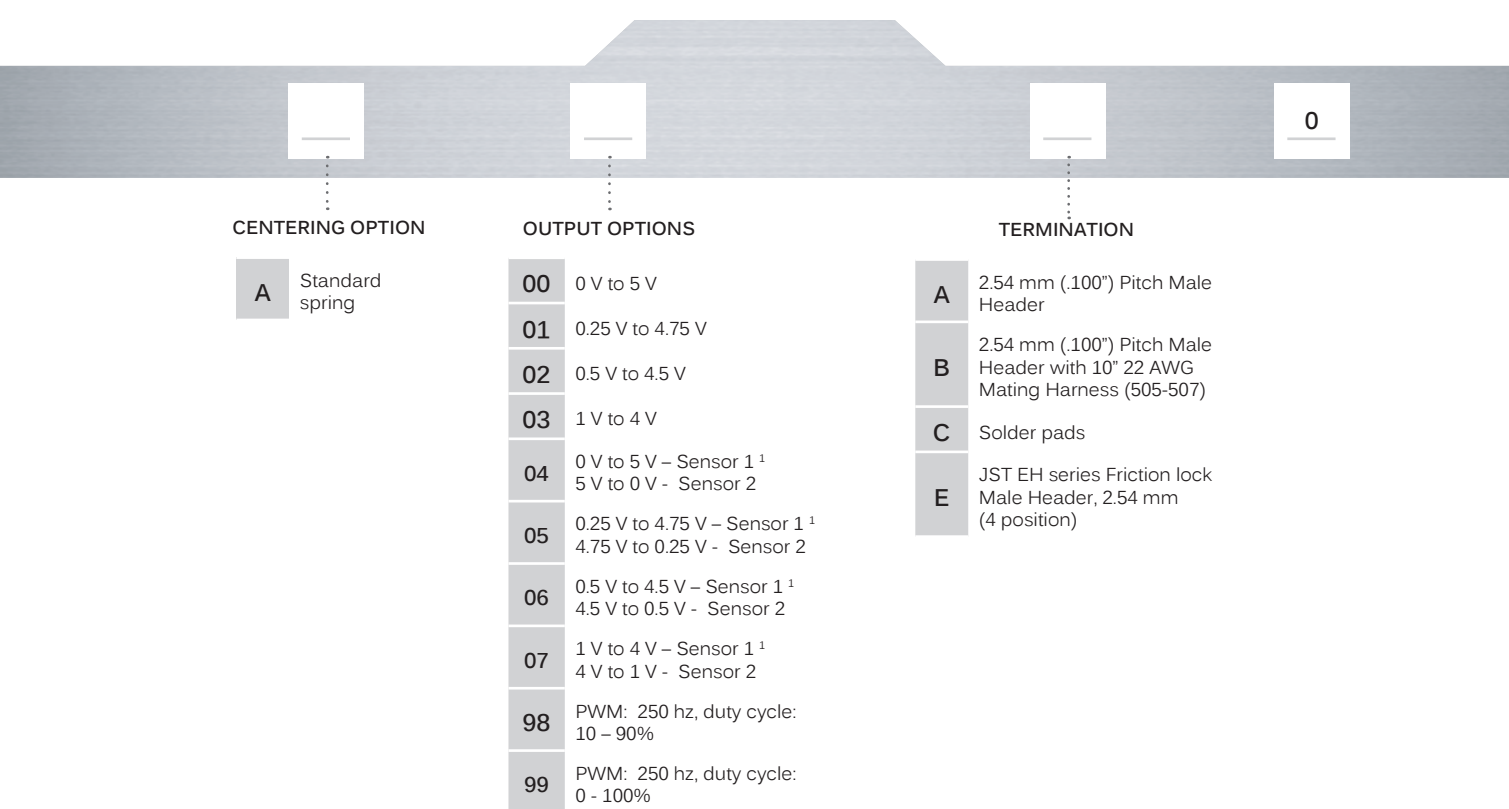 0
CENTERING OPTION
A
Standard
spring
OUTPUT OPTIONS
00 0 V to 5 V
01 0.25 V to 4.75 V
02 0.5 V to 4.5 V
03 1 V to 4 V
04
0 V to 5 V – Sensor 1 ¹
5 V to 0 V - Sensor 2
05
0.25 V to 4.75 V – Sensor 1 ¹
4.75 V to 0.25 V - Sensor 2
06
0.5 V to 4.5 V – Sensor 1 ¹
4.5 V to 0.5 V - Sensor 2
07
1 V to 4 V – Sensor 1 ¹
4 V to 1 V - Sensor 2
98
PWM: 250 hz, duty cycle:
10 – 90%
99
PWM: 250 hz, duty cycle:
0 - 100%
TERMINATION
A
2.54 mm (.100”) Pitch Male
Header
B
2.54 mm (.100”) Pitch Male
Header with 10” 22 AWG
Mating Harness (505-507)
C Solder pads
E
JST EH series Friction lock
Male Header, 2.54 mm
(4 position)